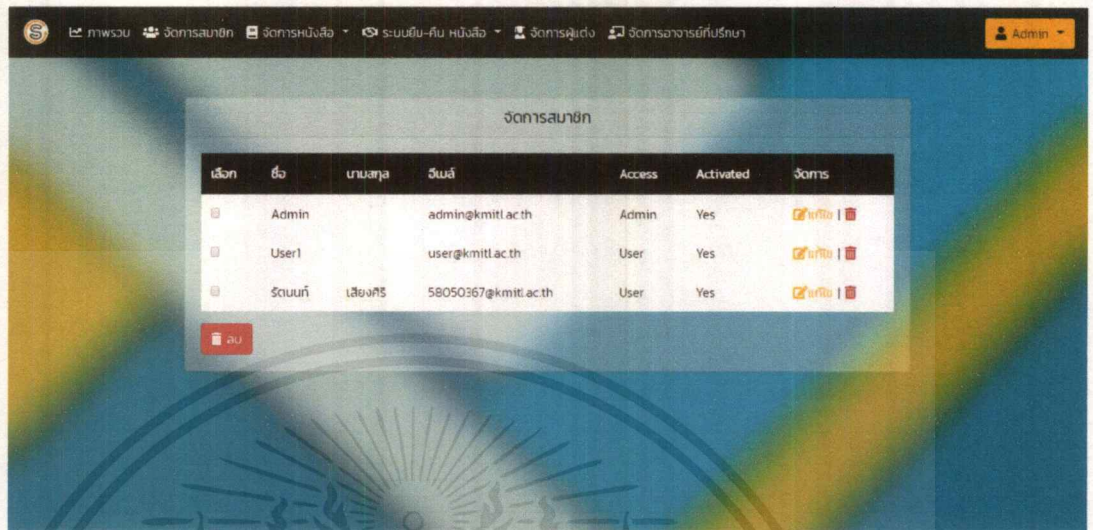 ภาพรวม จัดการสมาชิก จัดการหนังสือ ระบบยืม-คืน หนังสือ จัดการผู้แต่ง จัดการอาจารย์ที่ปรึกษา Admin
จัดการสมาชิก
เลือก ชื่อ นามสกุล อีเมล์ Access Activated จัดการ
Admin admin@kmitl.ac.th Admin Yes แก้ไข |
User1 user@kmitl.ac.th User Yes แก้ไข |
รัตนนท์ เสียงศิริ 58050367@kmitl.ac.th User Yes แก้ไข |
ลบ